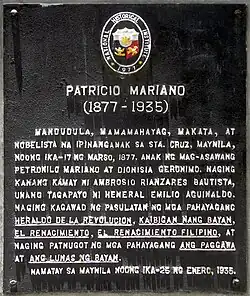 NATIONAL HISTORICAL INSTITUTE
1977
PATRICIO MARIANO
(1877 - 1935)
MANDUDULA, MAMAMAHAYAG, MAKATA, AT
NOBELISTA NA IPINANGANAK SA STA. CRUZ, MAYNILA,
NOONG IKA-17 NG MARSO, 1877. ANAK NG MAG-ASAWANG
PETRONILO MARIANO AT DIONISIA GERONIMO. NAGING
KANANG KAMAY NI AMBROSIO RIANZARES BAUTISTA,
UNANG TAGAPAYO NI HENERAL EMILIO AGUINALDO.
NAGING KAGAWAD NG PASULATAN NG MGA PAHAYAGANG
HERALDO DE LA REVOLUCION, KAIBIGAN NANG BAYAN,
EL RENACIMIENTO, EL RENACIMIENTO FILIPINO, AT
NAGING PATNUGOT NG MGA PAHAYAGANG ANG PAGGAWA
AT ANG LUNAS NG BAYAN.
NAMATAY SA MAYNILA NOONG IKA-28 NG ENERO, 1935.